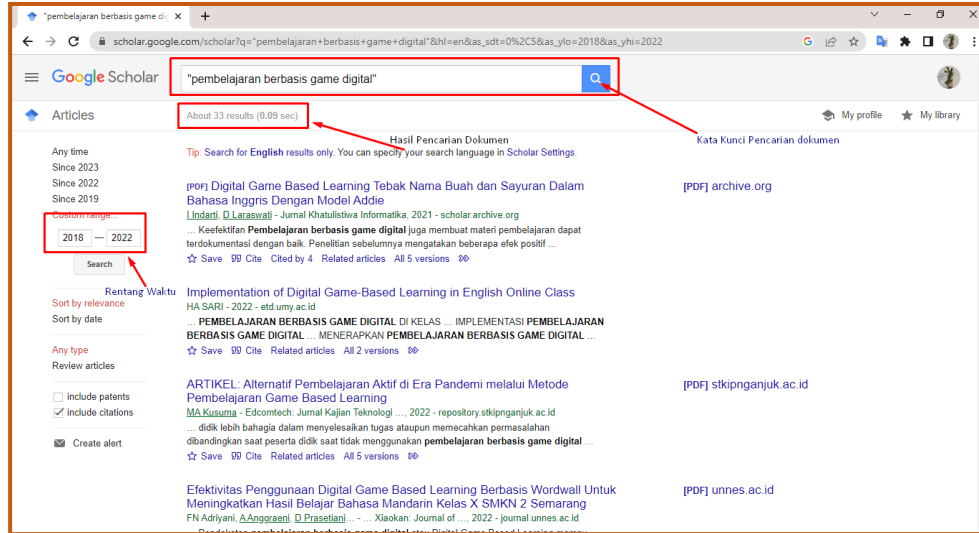 "pembelajaran berbasis game dig
scholar.google.com/scholar?q="pembelajaran+berbasis+game+digital"&hl=en&as_sdt=0%2C5&as_ylo=2018&as_yhi=2022
Google Scholar
"pembelajaran berbasis game digital"
Articles
About 33 results (0.09 sec)
My profile
My library
Hasil Pencarian Dokumen
Kata Kunci Pencarian dokumen
Any time
Since 2023
Since 2022
Since 2019
Custom range...
2018 — 2022
Search
Rentang Waktu
Sort by relevance
Sort by date
Any type
Review articles
include patents
include citations
Create alert
Tip: Search for English results only. You can specify your search language in Scholar Settings.
[PDF] Digital Game Based Learning Tebak Nama Buah dan Sayuran Dalam
Bahasa Inggris Dengan Model Addie
I Indarti, D Laraswati - Jurnal Khatulistiwa Informatika, 2021 - scholar.archive.org
... Keefektifan Pembelajaran berbasis game digital juga membuat materi pembelajaran dapat
terdokumentasi dengan baik. Penelitian sebelumnya mengatakan beberapa efek positif ...
Save Cite Cited by 4 Related articles All 5 versions
[PDF] archive.org
Implementation of Digital Game-Based Learning in English Online Class
HA SARI - 2022 - etd.umy.ac.id
... PEMBELAJARAN BERBASIS GAME DIGITAL DI KELAS ... IMPLEMENTASI PEMBELAJARAN
BERBASIS GAME DIGITAL ... MENERAPKAN PEMBELAJARAN BERBASIS GAME DIGITAL ...
Save Cite Related articles All 2 versions
ARTIKEL: Alternatif Pembelajaran Aktif di Era Pandemi melalui Metode
Pembelajaran Game Based Learning
MA Kusuma - Edcomtech: Jurnal Kajian Teknologi ..., 2022 - repository.stkipnganjuk.ac.id
... didik lebih bahagia dalam menyelesaikan tugas ataupun memecahkan permasalahan
dibandingkan saat peserta didik saat tidak menggunakan pembelajaran berbasis game digital ...
Save Cite Related articles All 5 versions
[PDF] stkipnganjuk.ac.id
Efektivitas Penggunaan Digital Game Based Learning Berbasis Wordwall Untuk
Meningkatkan Hasil Belajar Bahasa Mandarin Kelas X SMKN 2 Semarang
FN Adriyani, A Anggraeni, D Prasetiani... - ... Xiaokan: Journal of ..., 2022 - journal.unnes.ac.id
[PDF] unnes.ac.id